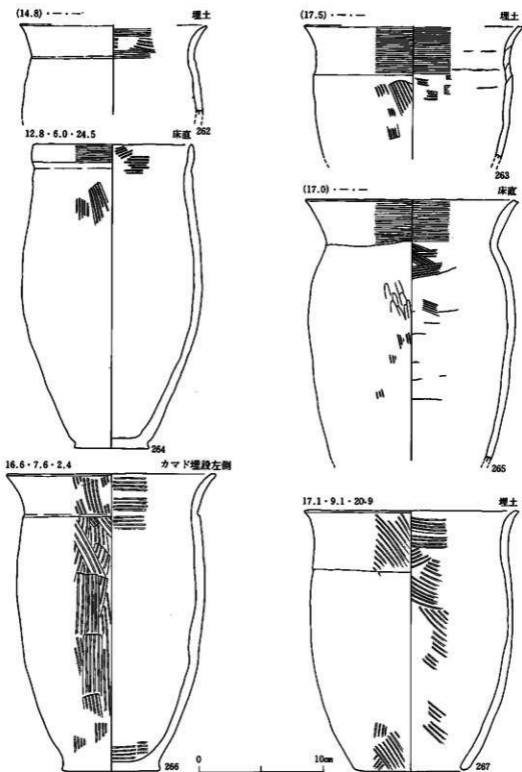 (14.8)・—・— 埋土
262
(17.5)・—・— 埋土
263
12.8・6.0・24.5 床直
264
(17.0)・—・— 床直
265
16.6・7.6・2.4 カマド埋設左側
266
17.1・9.1・20.9 埋土
267
0 10cm